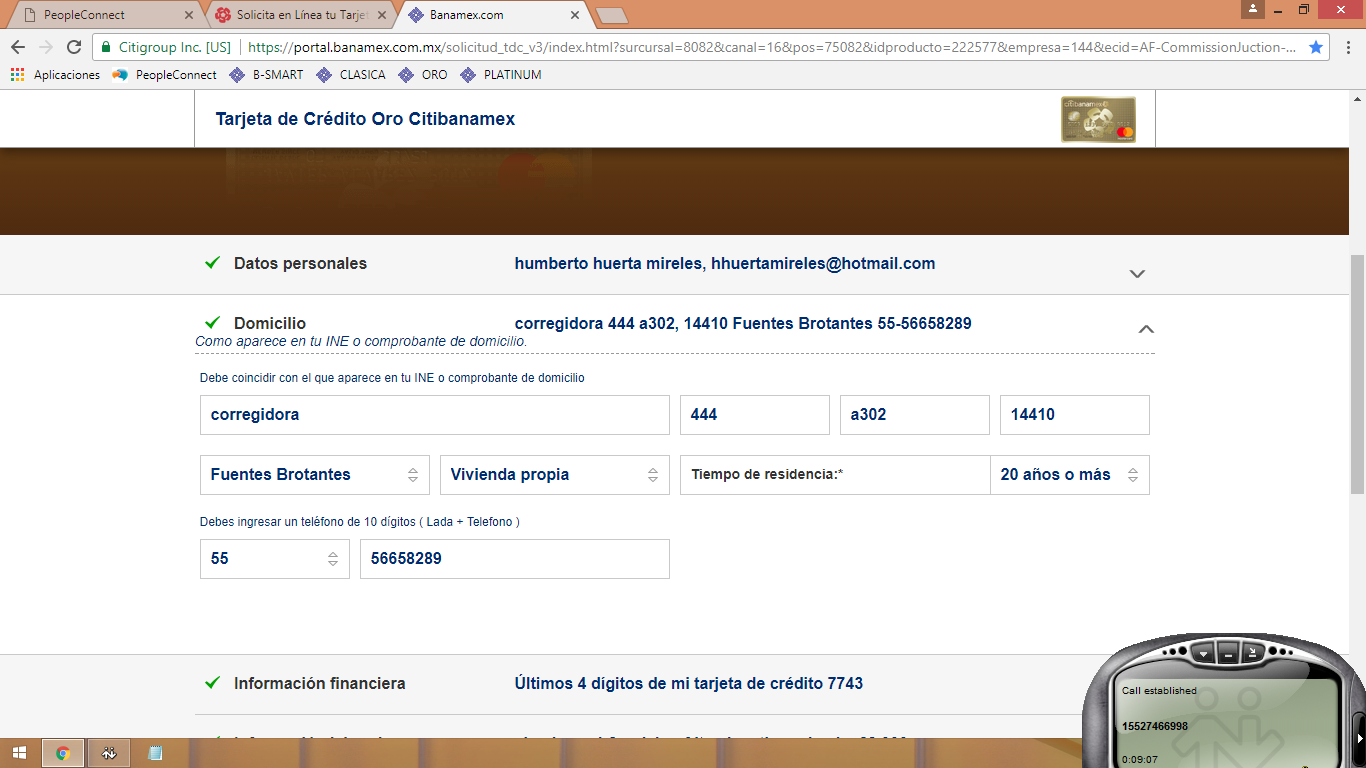 PeopleConnect
Solicita en Línea tu Tarje
Banamex.com
Citigroup Inc. [US] https://portal.banamex.com.mx/solicitud_tdc_v3/index.html?surcursal=8082&canal=16&pos=75082&idproducto=222577&empresa=144&ecid=AF-CommissionJuction-...
Aplicaciones PeopleConnect B-SMART CLASICA ORO PLATINUM
Tarjeta de Crédito Oro Citibanamex
citibanamex
Datos personales humberto huerta mireles, hhuertamireles@hotmail.com
Domicilio corregidora 444 a302, 14410 Fuentes Brotantes 55-56658289
Como aparece en tu INE o comprobante de domicilio.
Debe coincidir con el que aparece en tu INE o comprobante de domicilio
corregidora 444 a302 14410
Fuentes Brotantes Vivienda propia Tiempo de residencia:* 20 años o más
Debes ingresar un teléfono de 10 dígitos ( Lada + Telefono )
55 56658289
Información financiera Últimos 4 dígitos de mi tarjeta de crédito 7743
Call established
15527466998
0:09:07